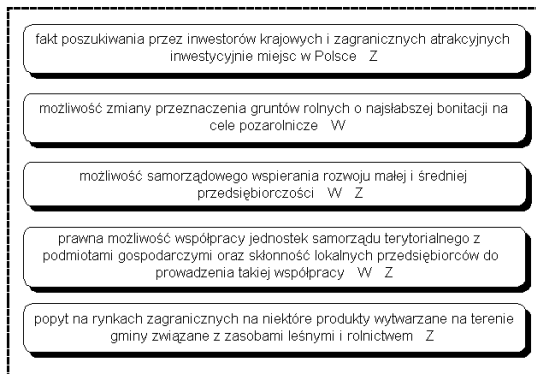 fakt poszukiwania przez inwestorów krajowych i zagranicznych atrakcyjnych
inwestycyjnie miejsc w Polsce Z
możliwość zmiany przeznaczenia gruntów rolnych o najsłabszej bonitacji na
cele pozarolnicze W
możliwość samorządowego wspierania rozwoju małej i średniej
przedsiębiorczości W Z
prawna możliwość współpracy jednostek samorządu terytorialnego z
podmiotami gospodarczymi oraz skłonność lokalnych przedsiębiorców do
prowadzenia takiej współpracy W Z
popyt na rynkach zagranicznych na niektóre produkty wytwarzane na terenie
gminy związane z zasobami leśnymi i rolnictwem Z